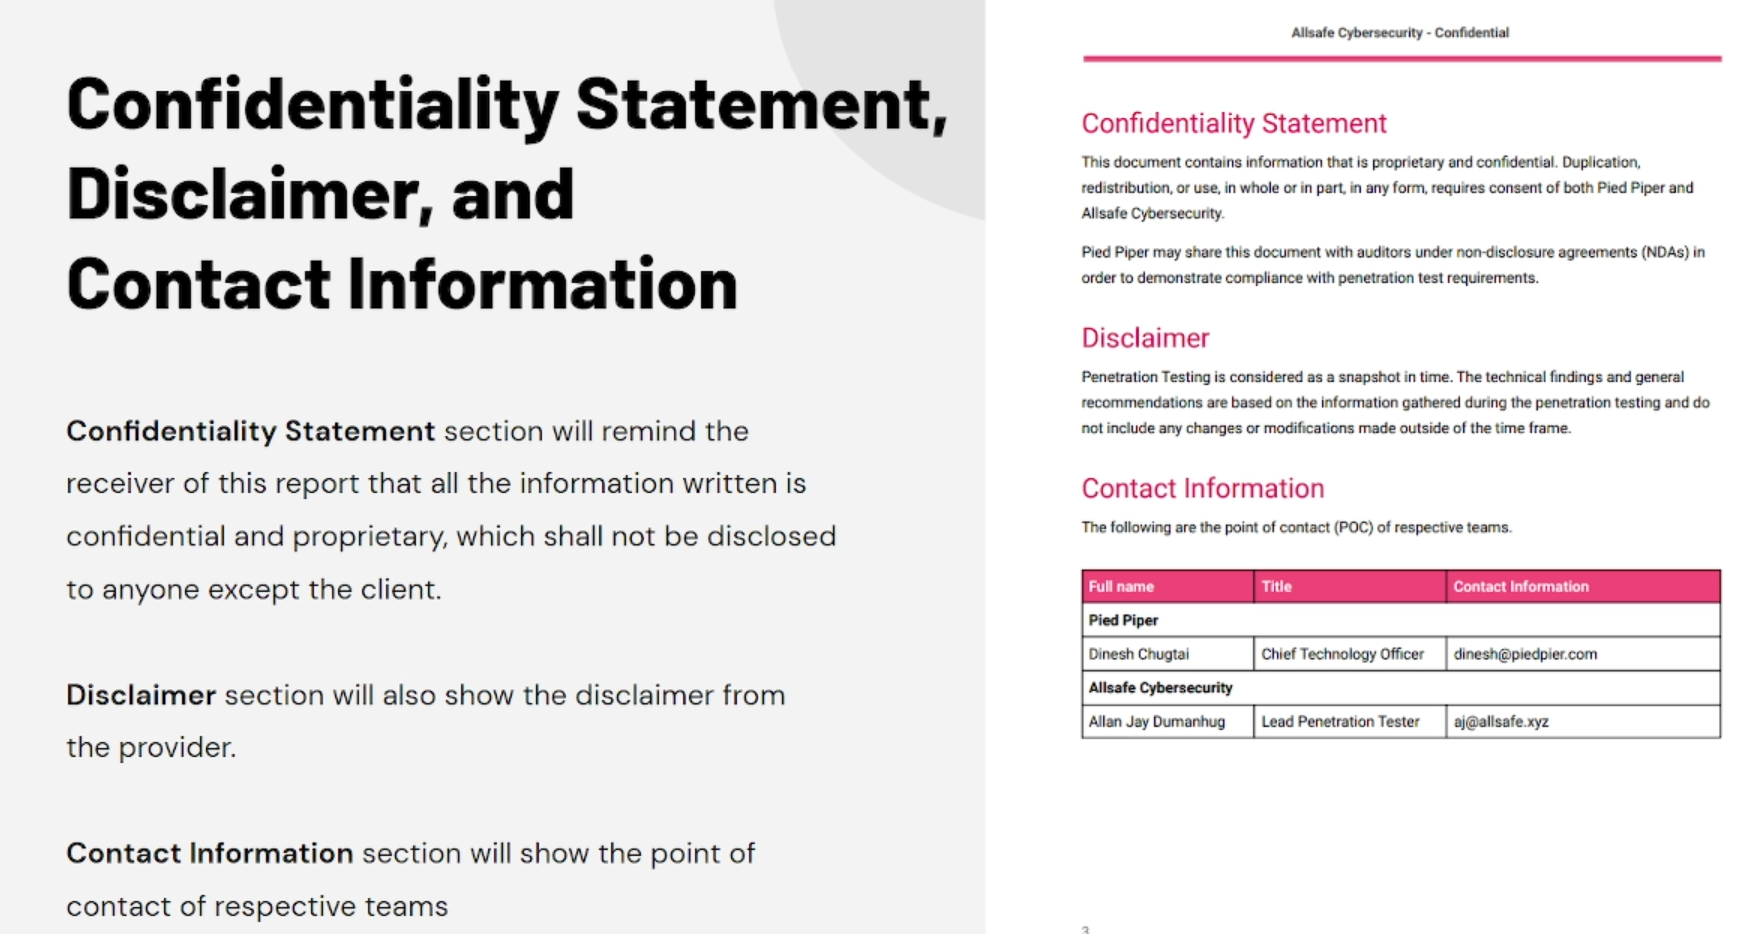 Confidentiality Statement,
Disclaimer, and
Contact Information
Confidentiality Statement section will remind the
receiver of this report that all the information written is
confidential and proprietary, which shall not be disclosed
to anyone except the client.
Disclaimer section will also show the disclaimer from
the provider.
Contact Information section will show the point of
contact of respective teams
Allsafe Cybersecurity - Confidential
Confidentiality Statement
This document contains information that is proprietary and confidential. Duplication,
redistribution, or use, in whole or in part, in any form, requires consent of both Pied Piper and
Allsafe Cybersecurity.
Pied Piper may share this document with auditors under non-disclosure agreements (NDAs) in
order to demonstrate compliance with penetration test requirements.
Disclaimer
Penetration Testing is considered as a snapshot in time. The technical findings and general
recommendations are based on the information gathered during the penetration testing and do
not include any changes or modifications made outside of the time frame.
Contact Information
The following are the point of contact (POC) of respective teams.
Full name Title Contact Information
Pied Piper
Dinesh Chugtai Chief Technology Officer dinesh@piedpier.com
Allsafe Cybersecurity
Allan Jay Dumanhug Lead Penetration Tester aj@allsafe.xyz
3